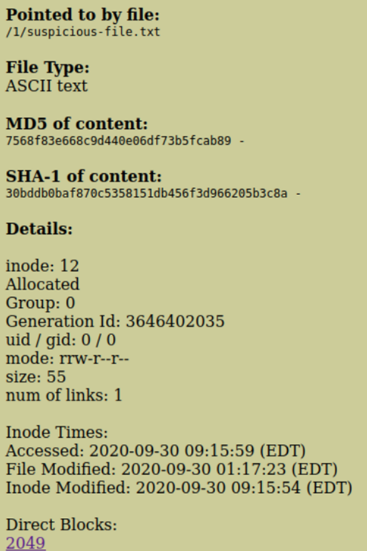 Pointed to by file:
/1/suspicious-file.txt
File Type:
ASCII text
MD5 of content:
7568f83e668c9d440e06df73b5fcab89 -
SHA-1 of content:
30bddb0baf870c5358151db456f3d966205b3c8a -
Details:
inode: 12
Allocated
Group: 0
Generation Id: 3646402035
uid / gid: 0 / 0
mode: rrw-r--r--
size: 55
num of links: 1
Inode Times:
Accessed: 2020-09-30 09:15:59 (EDT)
File Modified: 2020-09-30 01:17:23 (EDT)
Inode Modified: 2020-09-30 09:15:54 (EDT)
Direct Blocks:
2049